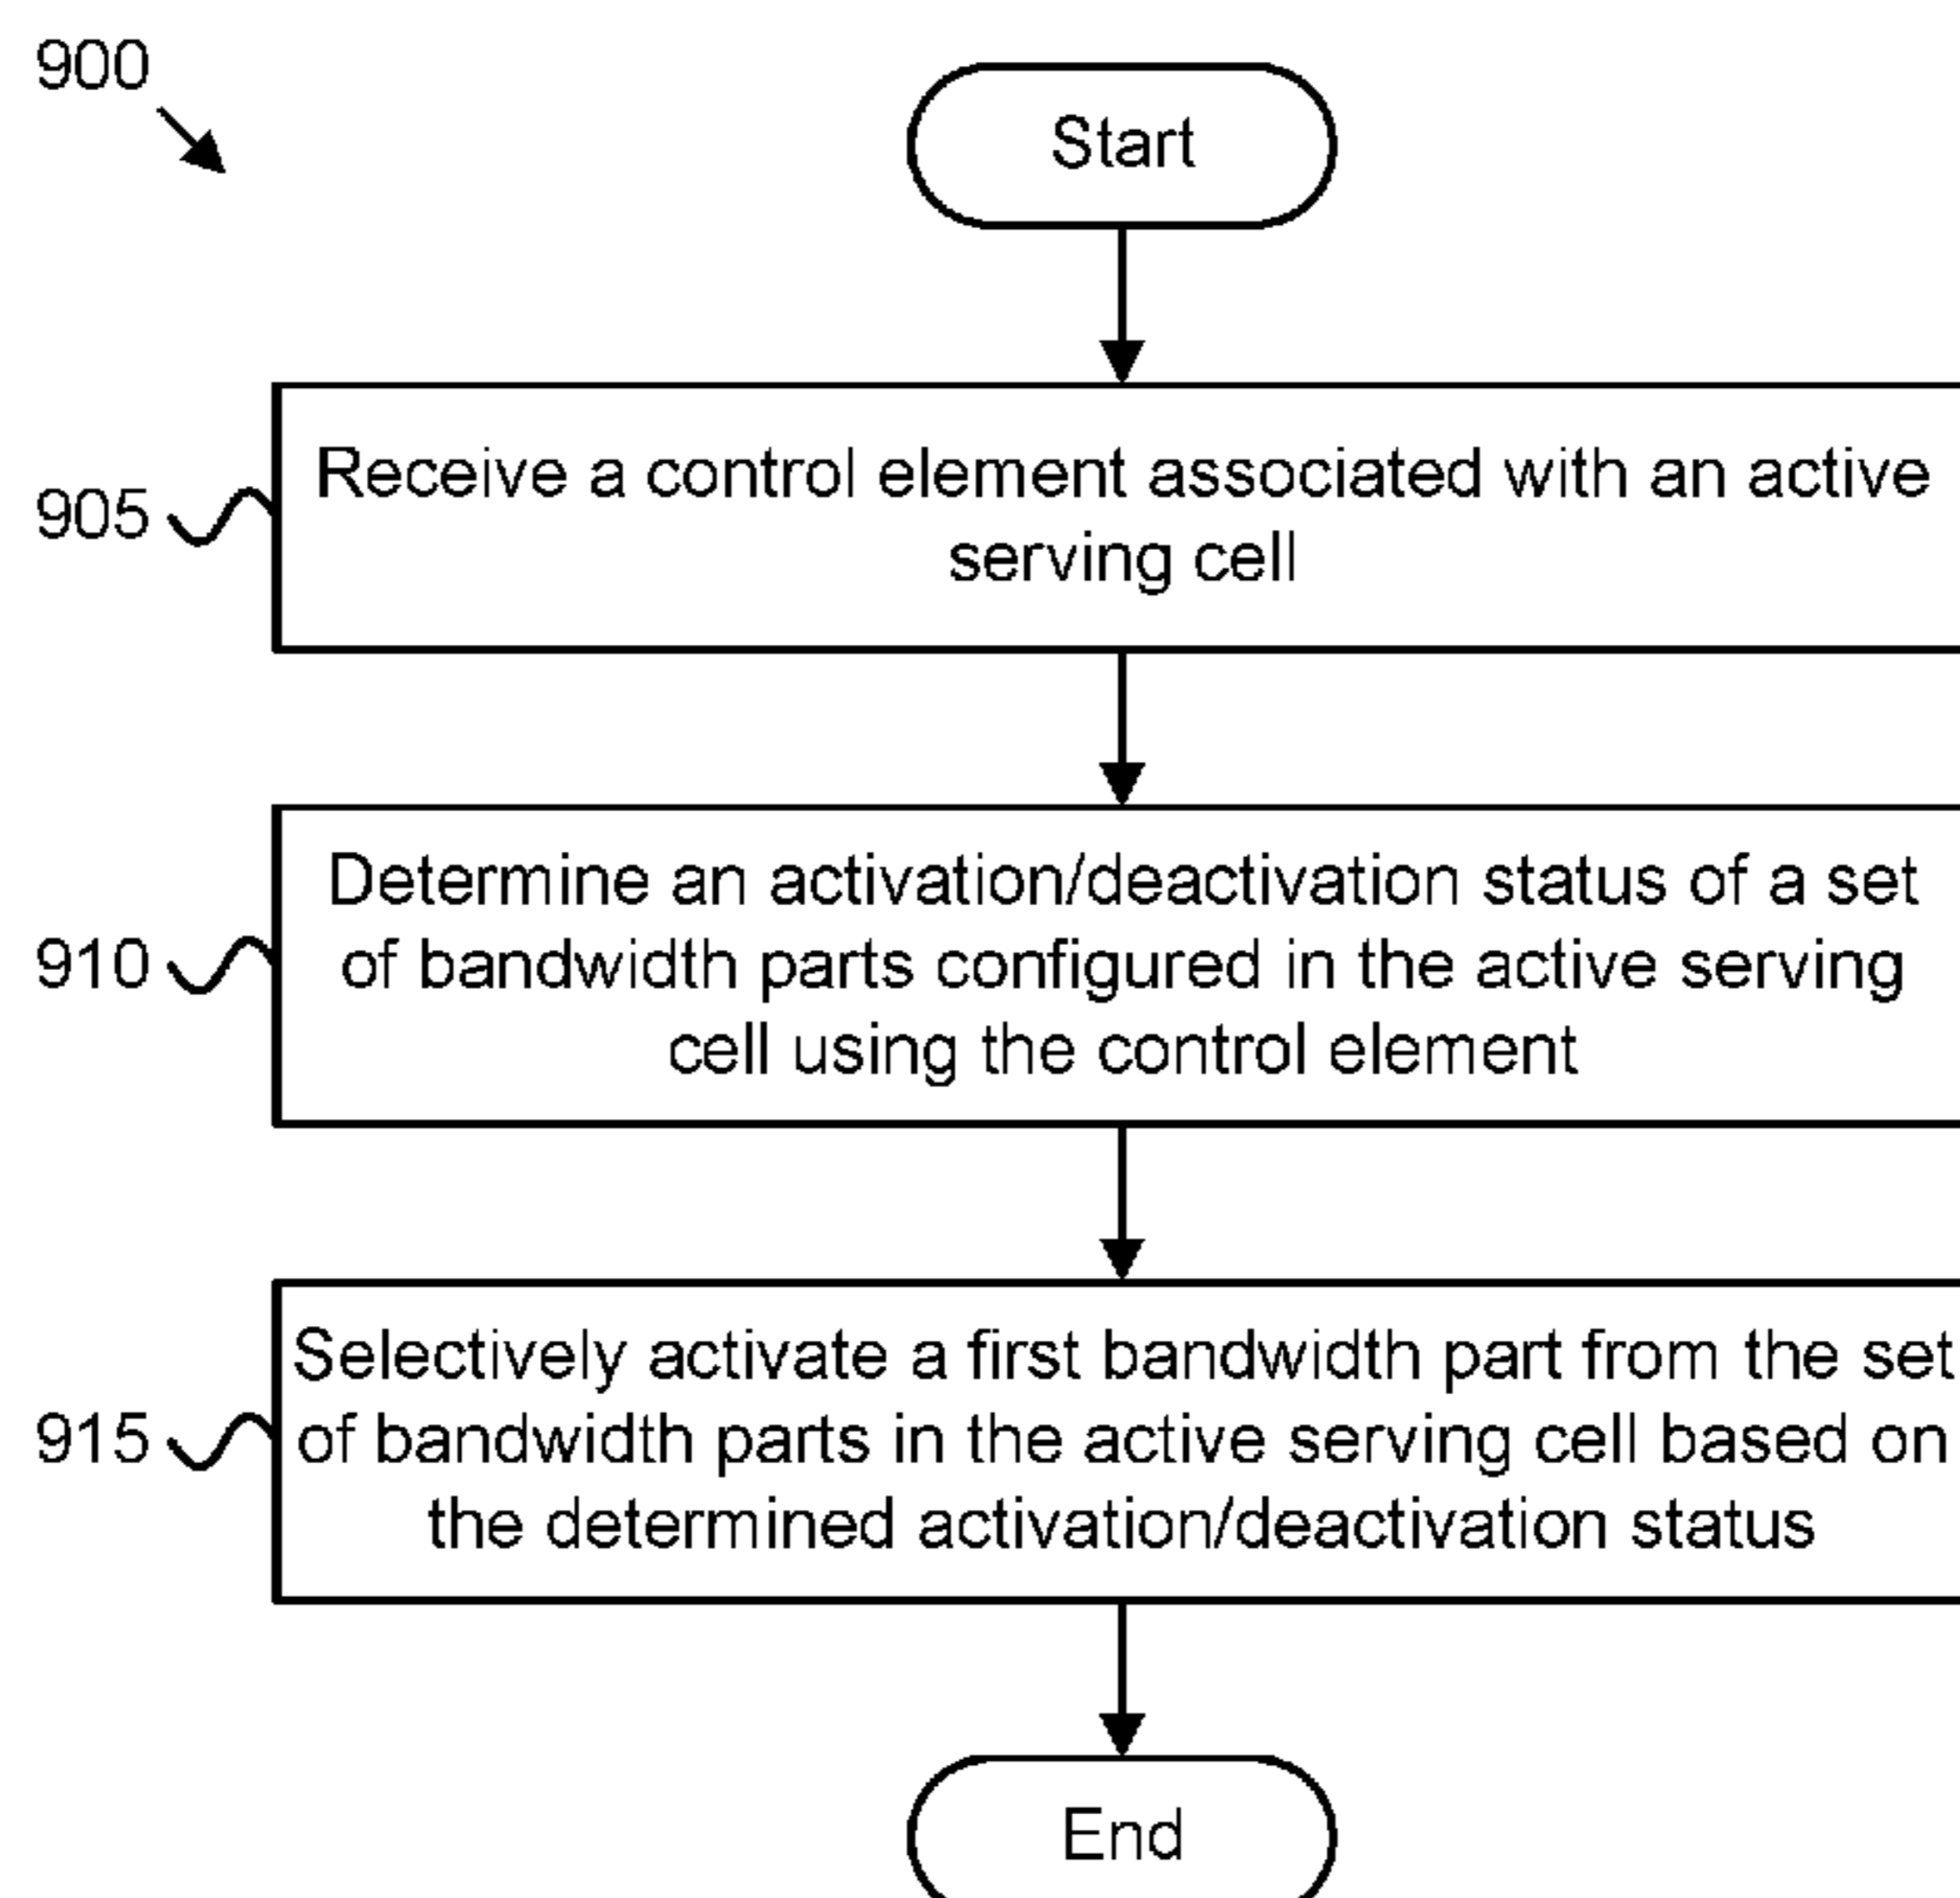 900
Start
905
Receive a control element associated with an active
serving cell
910
Determine an activation/deactivation status of a set
of bandwidth parts configured in the active serving
cell using the control element
915
Selectively activate a first bandwidth part from the set
of bandwidth parts in the active serving cell based on
the determined activation/deactivation status
End